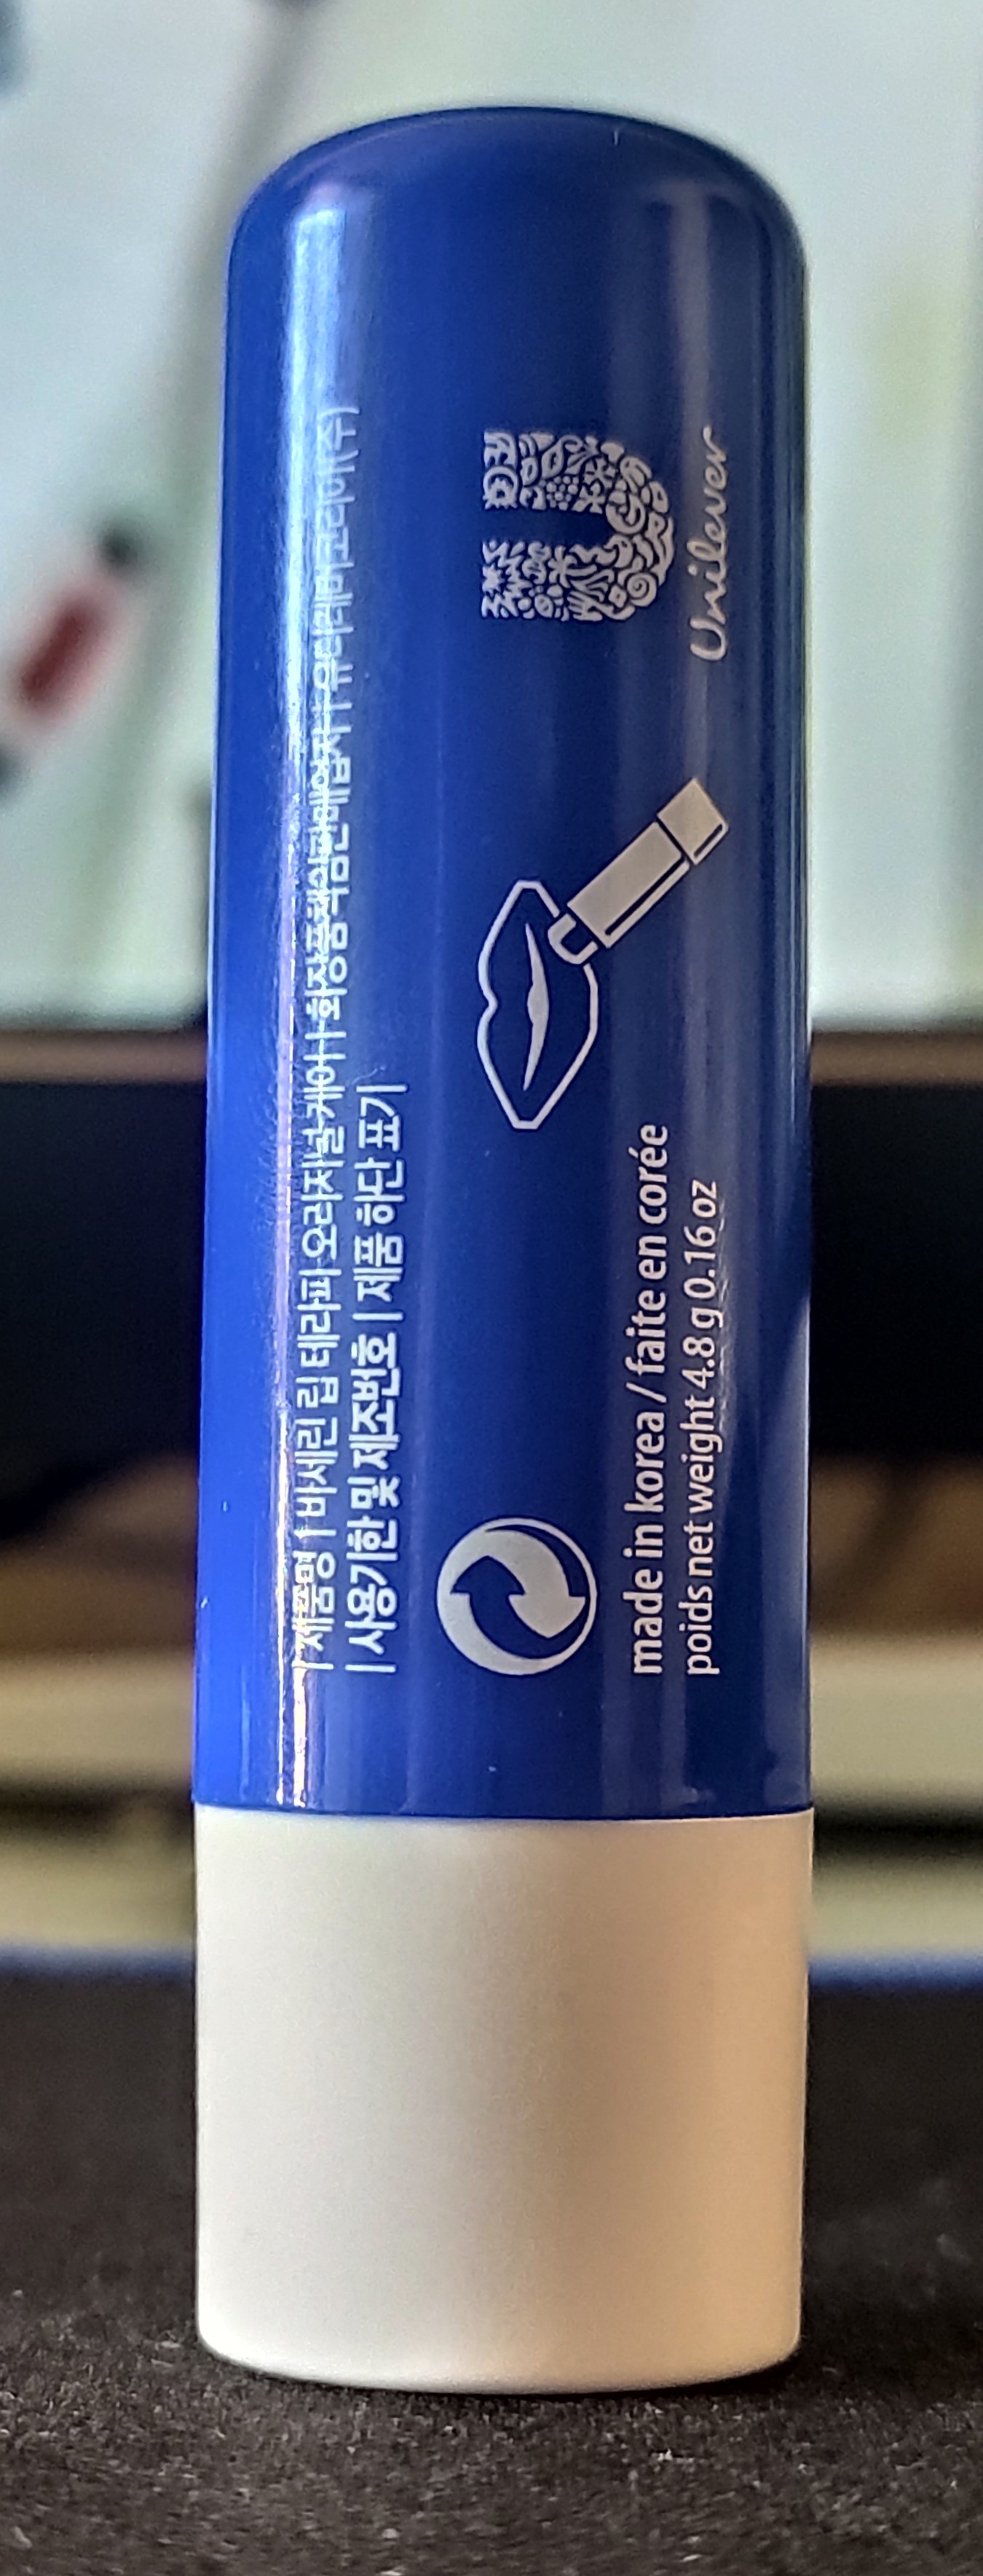 | 제품명 | 바세린 립 테라피 오리지널 케어 | 화장품책임판매업자 | 유니레버코리아(주)
| 사용기한 및 제조번호 | 제품 하단 표기
made in korea / faite en corée
poids net weight 4.8 g 0.16 oz
Unilever